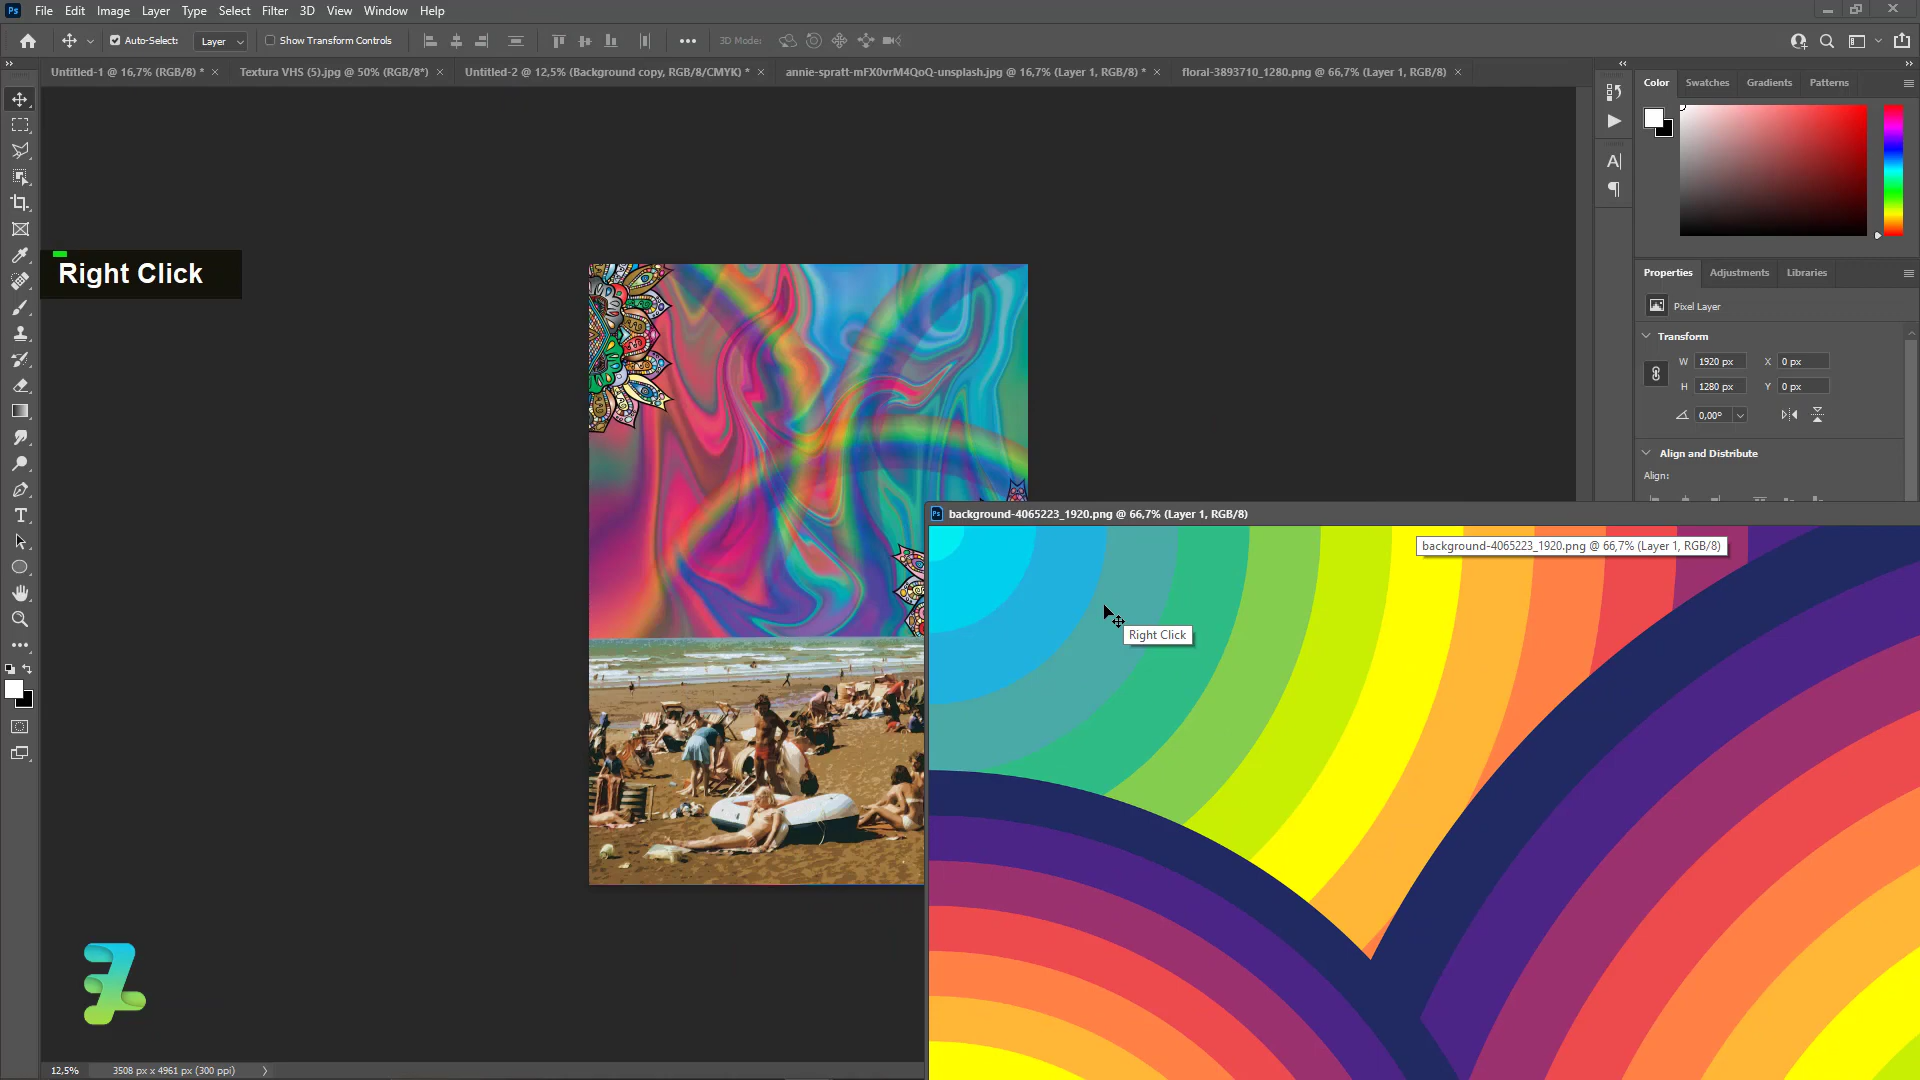 File Edit Image Layer Type Select Filter 3D View Window Help
Auto-Select: Layer Show Transform Controls 3D Mode:
Untitled-1 @ 16,7% (RGB/8) * Textura VHS (5).jpg @ 50% (RGB/8*) Untitled-2 @ 12,5% (Background copy, RGB/8/CMYK) * annie-spratt-mFX0vrM4QoQ-unsplash.jpg @ 16,7% (Layer 1, RGB/8) * floral-3893710_1280.png @ 66,7% (Layer 1, RGB/8)
Color Swatches Gradients Patterns
Right Click
Properties Adjustments Libraries
Pixel Layer
Transform
W 1920 px X 0 px
H 1280 px Y 0 px
0,00°
Align and Distribute
Align:
background-4065223_1920.png @ 66,7% (Layer 1, RGB/8)
background-4065223_1920.png @ 66,7% (Layer 1, RGB/8)
Right Click
12,5% 3508 px x 4961 px (300 ppi)